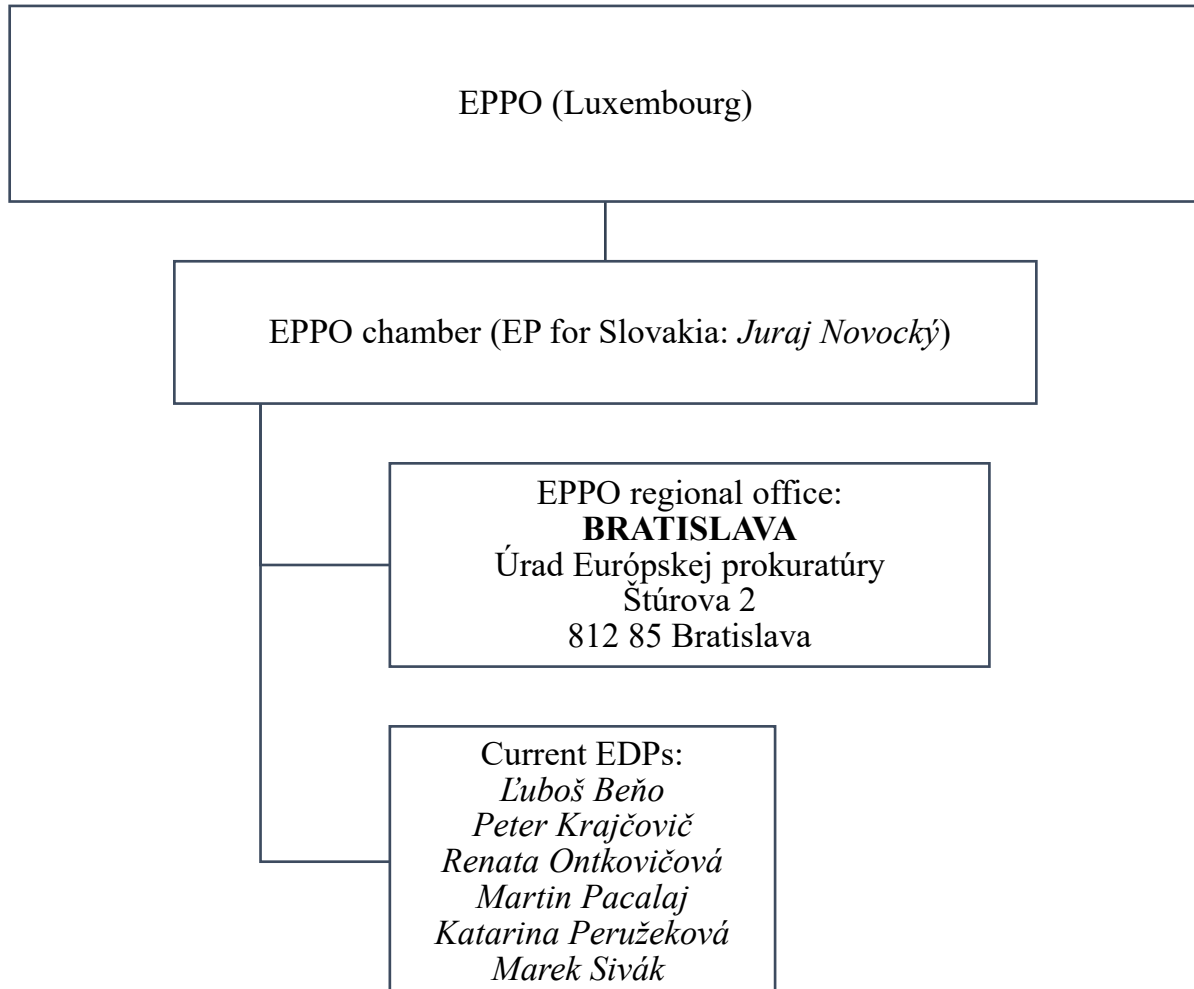 EPPO (Luxembourg)
EPPO chamber (EP for Slovakia: Juraj Novocký)
EPPO regional office:
BRATISLAVA
Úrad Európskej prokuratúry
Štúrova 2
812 85 Bratislava
Current EDPs:
Ľuboš Beňo
Peter Krajčovič
Renata Ontkovičová
Martin Pacalaj
Katarina Peružeková
Marek Sivák